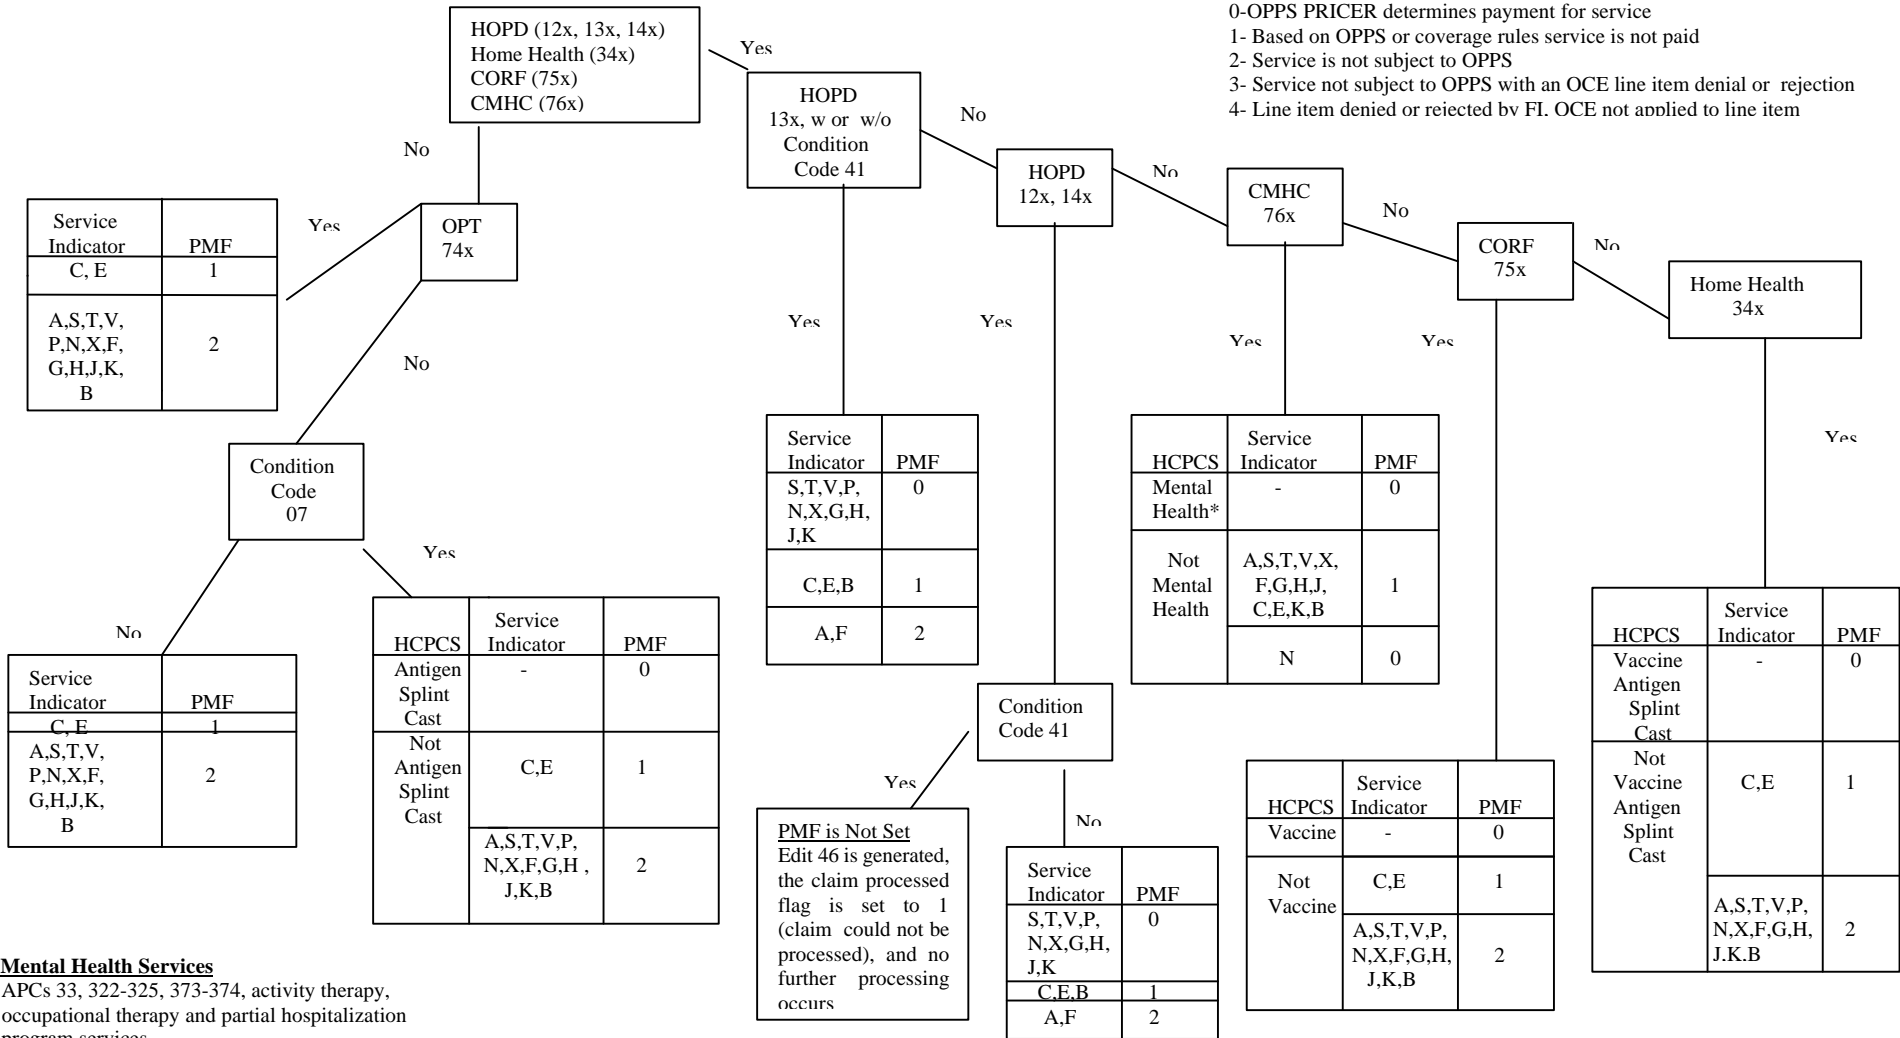 0-OPPS PRICER determines payment for service
1- Based on OPPS or coverage rules service is not paid
2- Service is not subject to OPPS
3- Service not subject to OPPS with an OCE line item denial or rejection
4- Line item denied or rejected by FI. OCE not applied to line item
HOPD (12x, 13x, 14x)
Home Health (34x)
CORF (75x)
CMHC (76x)
Yes
No
HOPD
13x, w or w/o
Condition
Code 41
No
HOPD
12x, 14x
No
CMHC
76x
No
CORF
75x
No
Home Health
34x
OPT
74x
Yes
No
Service
Indicator
PMF
C, E
1
A,S,T,V,
P,N,X,F,
G,H,J,K,
B
2
Condition
Code
07
Yes
No
Service
Indicator
PMF
C, E
1
A,S,T,V,
P,N,X,F,
G,H,J,K,
B
2
HCPCS
Service
Indicator
PMF
Antigen
Splint
Cast
-
0
Not
Antigen
Splint
Cast
C,E
1
A,S,T,V,P,
N,X,F,G,H ,
J,K,B
2
Yes
Service
Indicator
PMF
S,T,V,P,
N,X,G,H,
J,K
0
C,E,B
1
A,F
2
Yes
Condition
Code 41
Yes
No
PMF is Not Set
Edit 46 is generated,
the claim processed
flag is set to 1
(claim could not be
processed), and no
further processing
occurs
Service
Indicator
PMF
S,T,V,P,
N,X,G,H,
J,K
0
C,E,B
1
A,F
2
Yes
HCPCS
Service
Indicator
PMF
Mental
Health*
-
0
Not
Mental
Health
A,S,T,V,X,
F,G,H,J,
C,E,K,B
1
N
0
Yes
HCPCS
Service
Indicator
PMF
Vaccine
-
0
Not
Vaccine
C,E
1
A,S,T,V,P,
N,X,F,G,H,
J,K,B
2
Yes
HCPCS
Service
Indicator
PMF
Vaccine
Antigen
Splint
Cast
-
0
Not
Vaccine
Antigen
Splint
Cast
C,E
1
A,S,T,V,P,
N,X,F,G,H,
J.K.B
2
Mental Health Services
APCs 33, 322-325, 373-374, activity therapy,
occupational therapy and partial hospitalization
program services